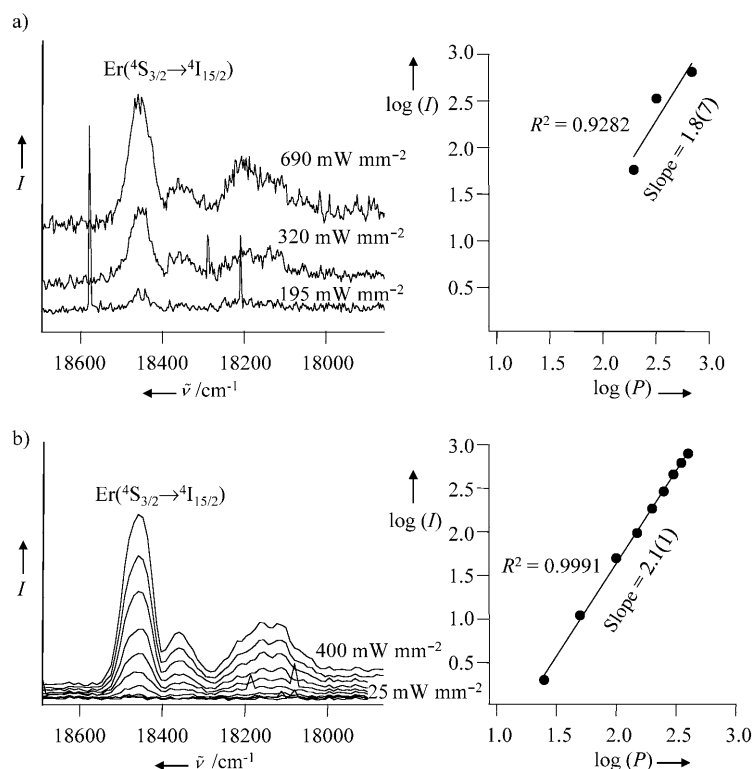 a)
Er(⁴S₃/₂→⁴I₁₅/₂)
I
690 mW mm⁻²
320 mW mm⁻²
195 mW mm⁻²
18600 18400 18200 18000
ṽ /cm⁻¹
3.0
log (I)
2.5
2.0
1.5
1.0
0.5
R² = 0.9282
Slope = 1.8(7)
1.0 1.5 2.0 2.5 3.0
log (P)
b)
Er(⁴S₃/₂→⁴I₁₅/₂)
I
400 mW mm⁻²
25 mW mm⁻²
18600 18400 18200 18000
ṽ /cm⁻¹
3.0
log (I)
2.5
2.0
1.5
1.0
0.5
R² = 0.9991
Slope = 2.1(1)
1.0 1.5 2.0 2.5 3.0
log (P)